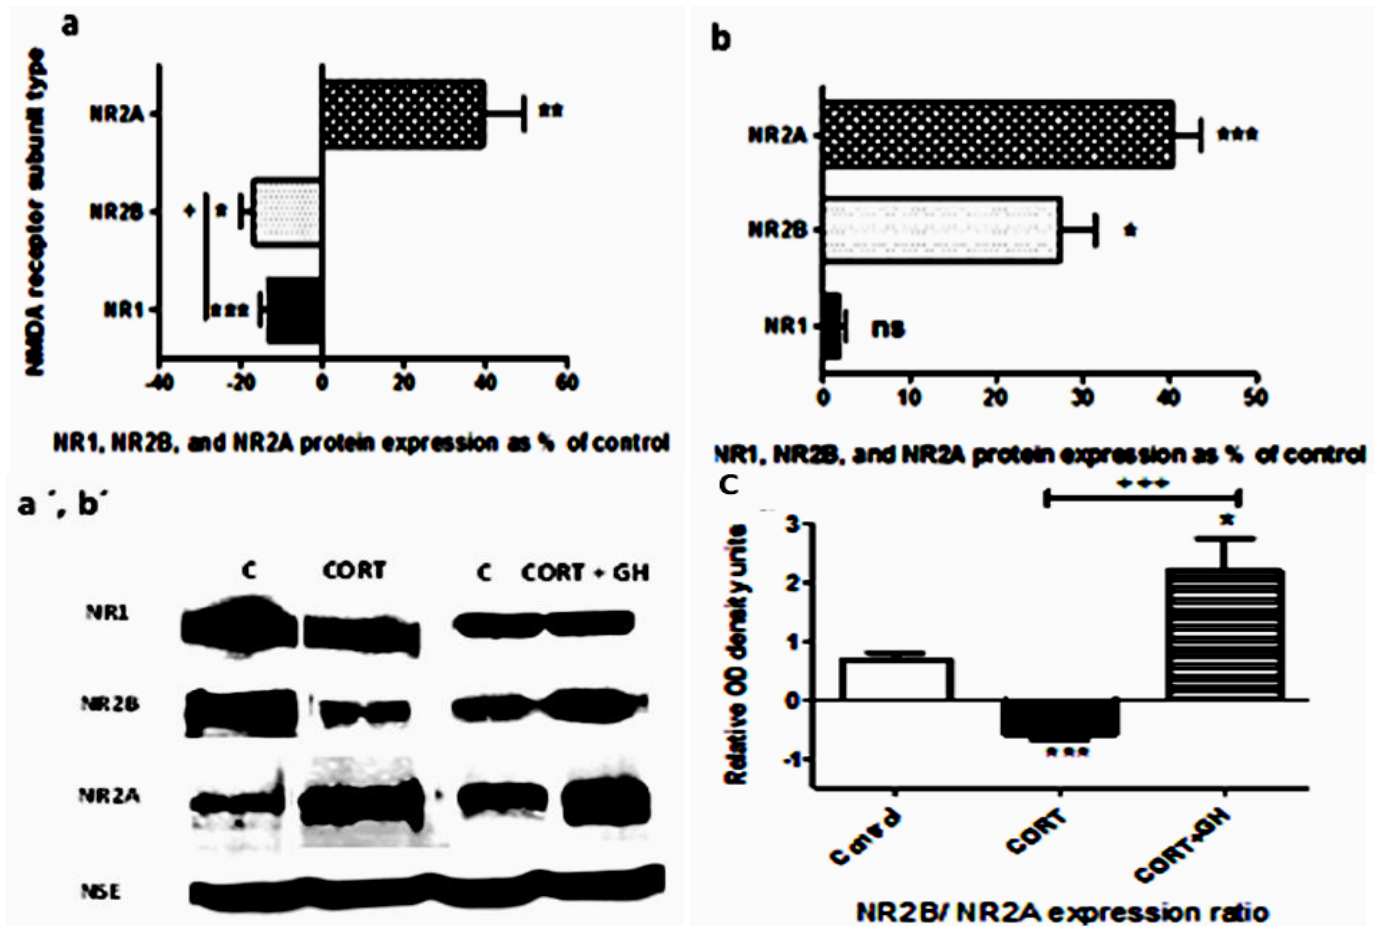 a
NMDA receptor subunit type
NR2A
**
NR2B
+ *
NR1
***
-40 -20 0 20 40 60
NR1, NR2B, and NR2A protein expression as % of control
b
NR2A
***
NR2B
*
NR1
ns
0 10 20 30 40 50
NR1, NR2B, and NR2A protein expression as % of control
a´, b´
C CORT C CORT + GH
NR1
NR2B
NR2A
NSE
C
+++
*
Relative OD density units
3
2
1
0
-1
***
Control CORT CORT+GH
NR2B/ NR2A expression ratio